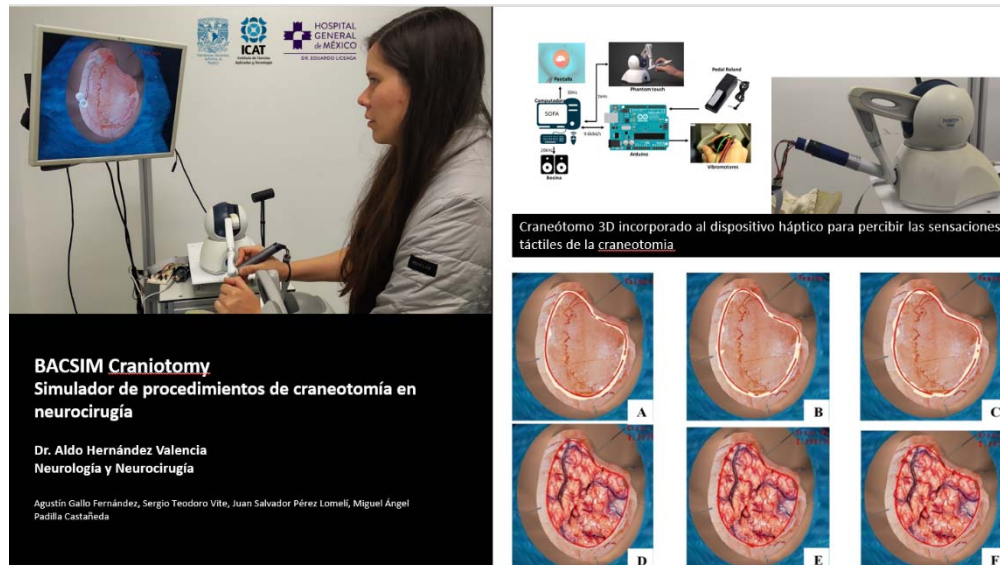 ICAT
HOSPITAL
GENERAL
de MÉXICO
DR. EDUARDO LICEAGA
BACSIM Craniotomy
Simulador de procedimientos de craneotomía en
neurocirugía
Dr. Aldo Hernández Valencia
Neurología y Neurocirugía
Agustín Gallo Fernández, Sergio Teodoro Vite, Juan Salvador Pérez Lomelí, Miguel Ángel
Padilla Castañeda
Pantalla
Phantom touch
Pedal Roland
Computadora
SOFA
Arduino
Vibromotores
Bocina
Craneótomo 3D incorporado al dispositivo háptico para percibir las sensaciones
táctiles de la craneotomia
A
B
C
D
E
F